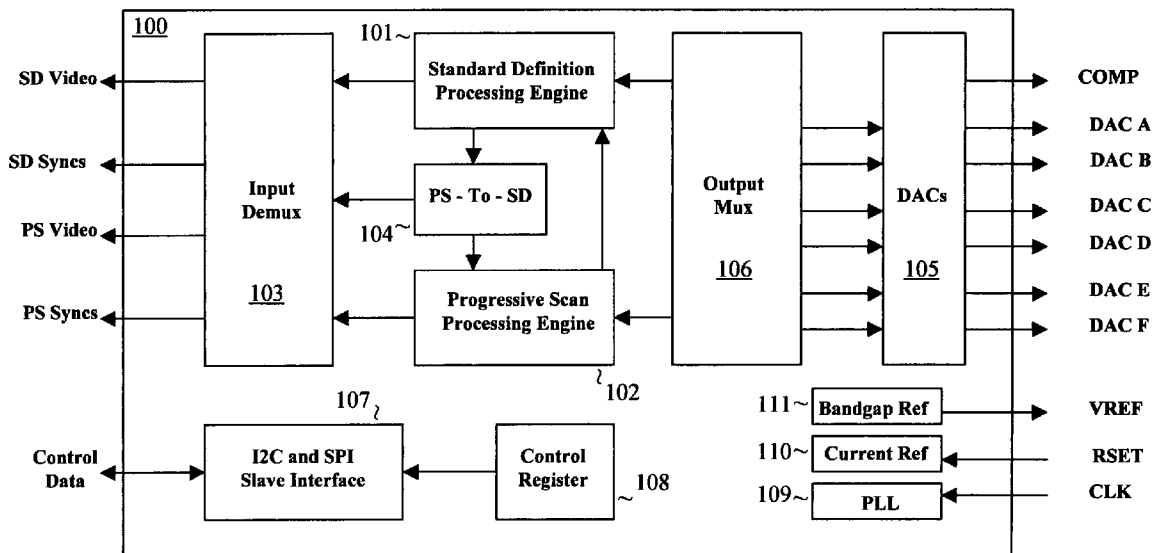 100
101
SD Video
SD Syncs
PS Video
PS Syncs
Input
Demux
103
Standard Definition
Processing Engine
PS - To - SD
104
Progressive Scan
Processing Engine
102
Output
Mux
106
DACs
105
COMP
DAC A
DAC B
DAC C
DAC D
DAC E
DAC F
107
Control
Data
I2C and SPI
Slave Interface
Control
Register
108
111
Bandgap Ref
VREF
110
Current Ref
RSET
109
PLL
CLK